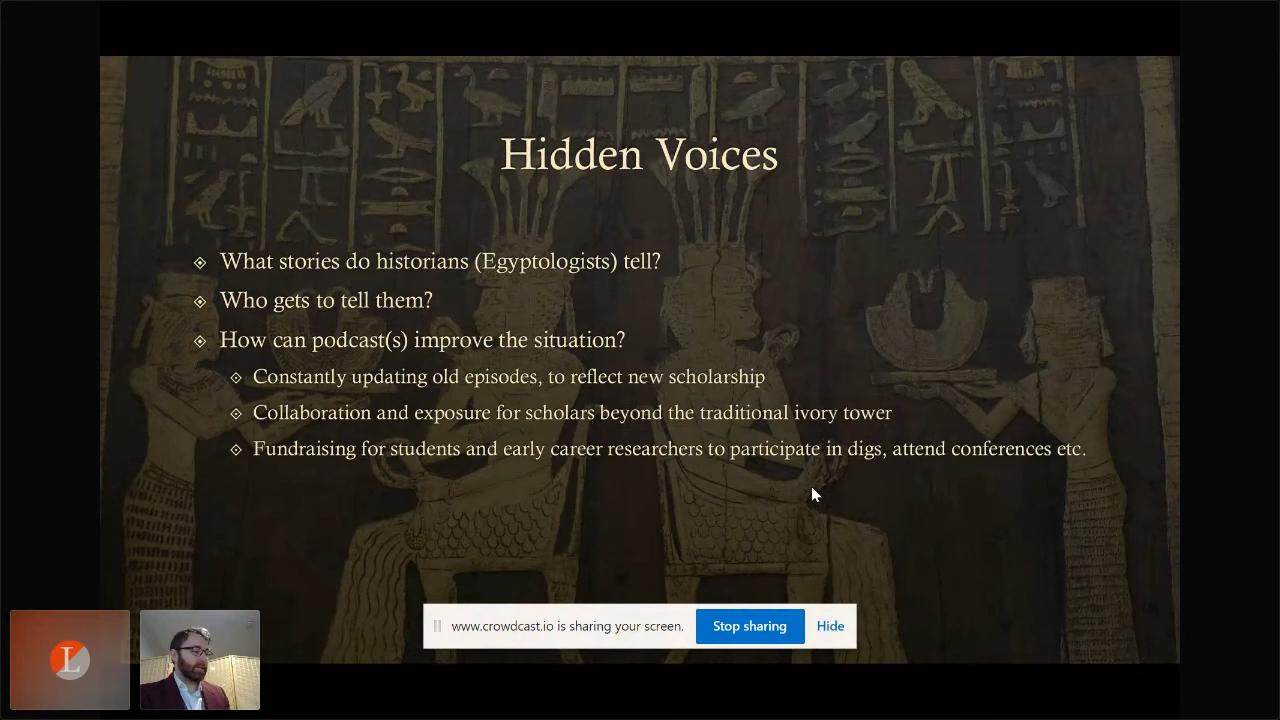 Hidden Voices
What stories do historians (Egyptologists) tell?
Who gets to tell them?
How can podcast(s) improve the situation?
Constantly updating old episodes, to reflect new scholarship
Collaboration and exposure for scholars beyond the traditional ivory tower
Fundraising for students and early career researchers to participate in digs, attend conferences etc.
www.crowdcast.io is sharing your screen.
Stop sharing
Hide
L